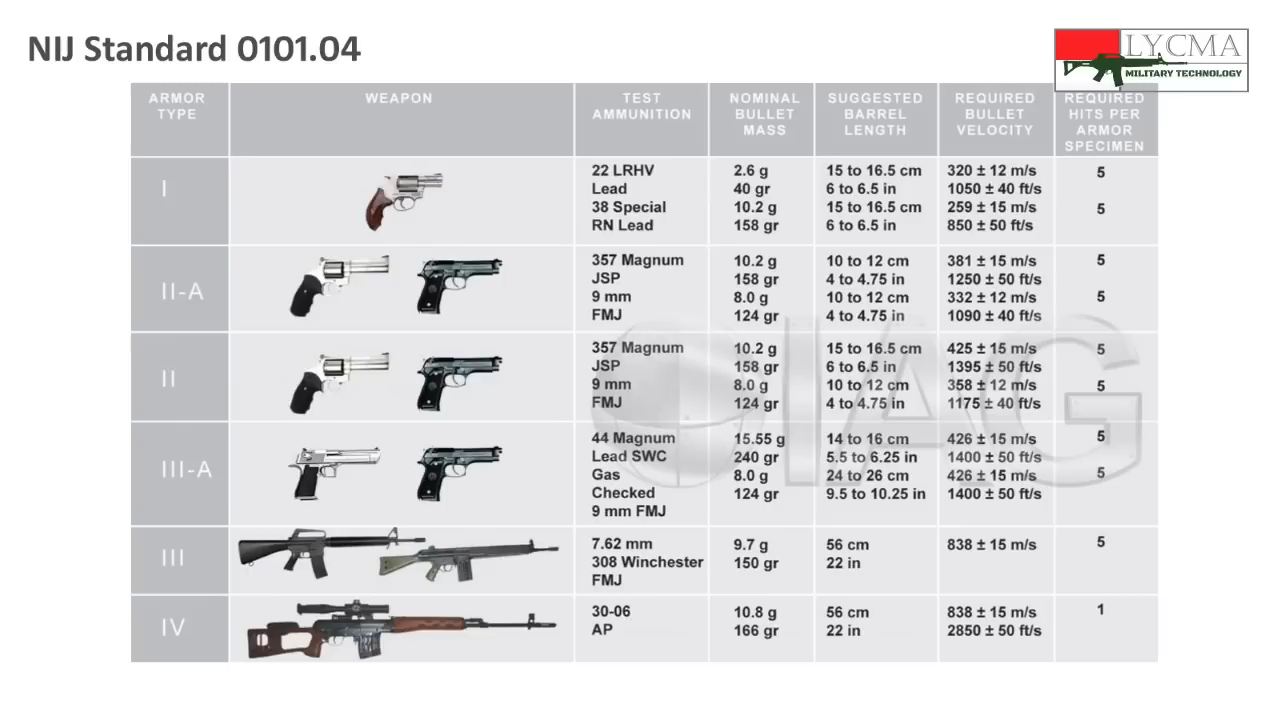 NIJ Standard 0101.04
LYCMA
MILITARY TECHNOLOGY
ARMOR TYPE
WEAPON
TEST AMMUNITION
NOMINAL BULLET MASS
SUGGESTED BARREL LENGTH
REQUIRED BULLET VELOCITY
REQUIRED HITS PER ARMOR SPECIMEN
I
22 LRHV 2.6 g 15 to 16.5 cm 320 ± 12 m/s 5
Lead 40 gr 6 to 6.5 in 1050 ± 40 ft/s
38 Special 10.2 g 15 to 16.5 cm 259 ± 15 m/s 5
RN Lead 158 gr 6 to 6.5 in 850 ± 50 ft/s
II-A
357 Magnum 10.2 g 10 to 12 cm 381 ± 15 m/s 5
JSP 158 gr 4 to 4.75 in 1250 ± 50 ft/s
9 mm 8.0 g 10 to 12 cm 332 ± 12 m/s 5
FMJ 124 gr 4 to 4.75 in 1090 ± 40 ft/s
II
357 Magnum 10.2 g 15 to 16.5 cm 425 ± 15 m/s 5
JSP 158 gr 6 to 6.5 in 1395 ± 50 ft/s
9 mm 8.0 g 10 to 12 cm 358 ± 12 m/s 5
FMJ 124 gr 4 to 4.75 in 1175 ± 40 ft/s
III-A
44 Magnum 15.55 g 14 to 16 cm 426 ± 15 m/s 5
Lead SWC 240 gr 5.5 to 6.25 in 1400 ± 50 ft/s
Gas 8.0 g 24 to 26 cm 426 ± 15 m/s 5
Checked 124 gr 9.5 to 10.25 in 1400 ± 50 ft/s
9 mm FMJ
III
7.62 mm 9.7 g 56 cm 838 ± 15 m/s 5
308 Winchester 150 gr 22 in
FMJ
IV
30-06 10.8 g 56 cm 838 ± 15 m/s 1
AP 166 gr 22 in 2850 ± 50 ft/s
IAG